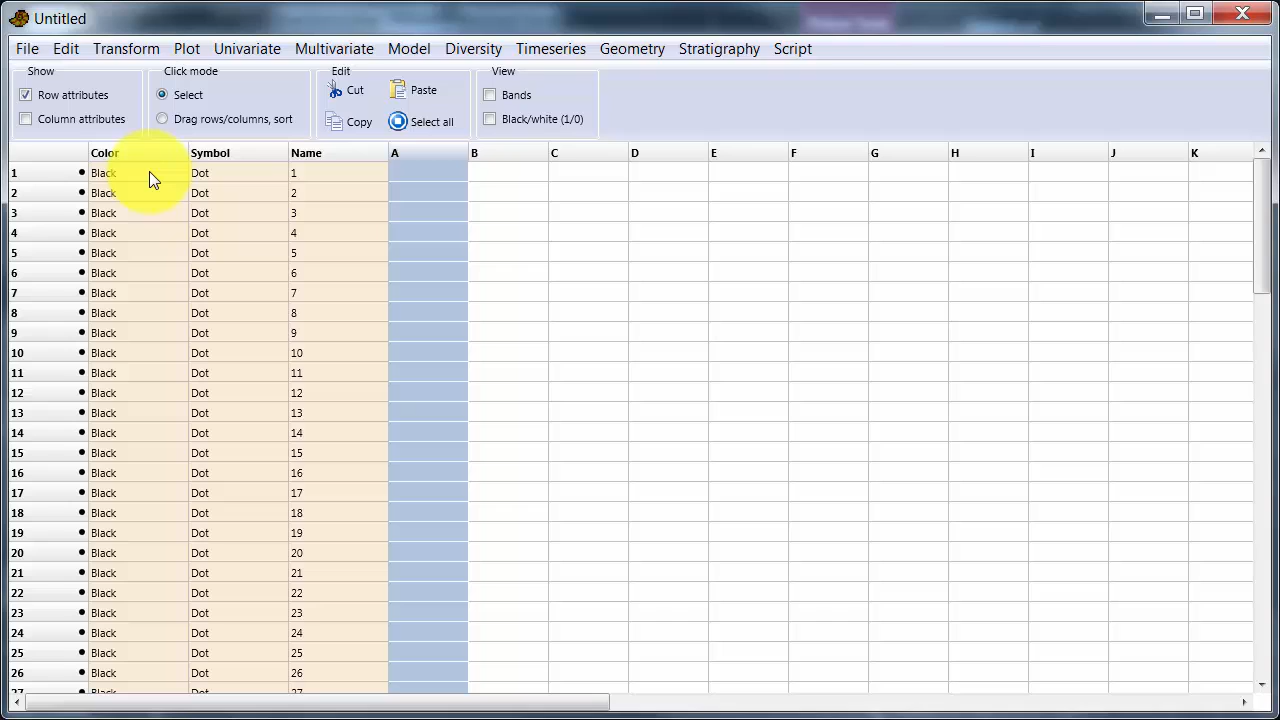 Untitled
File Edit Transform Plot Univariate Multivariate Model Diversity Timeseries Geometry Stratigraphy Script
Show Click mode Edit View
Row attributes Select Cut Paste Bands
Column attributes Drag rows/columns, sort Copy Select all Black/white (1/0)
Color Symbol Name A B C D E F G H I J K
1 Black Dot 1
2 Black Dot 2
3 Black Dot 3
4 Black Dot 4
5 Black Dot 5
6 Black Dot 6
7 Black Dot 7
8 Black Dot 8
9 Black Dot 9
10 Black Dot 10
11 Black Dot 11
12 Black Dot 12
13 Black Dot 13
14 Black Dot 14
15 Black Dot 15
16 Black Dot 16
17 Black Dot 17
18 Black Dot 18
19 Black Dot 19
20 Black Dot 20
21 Black Dot 21
22 Black Dot 22
23 Black Dot 23
24 Black Dot 24
25 Black Dot 25
26 Black Dot 26
27 Black Dot 27